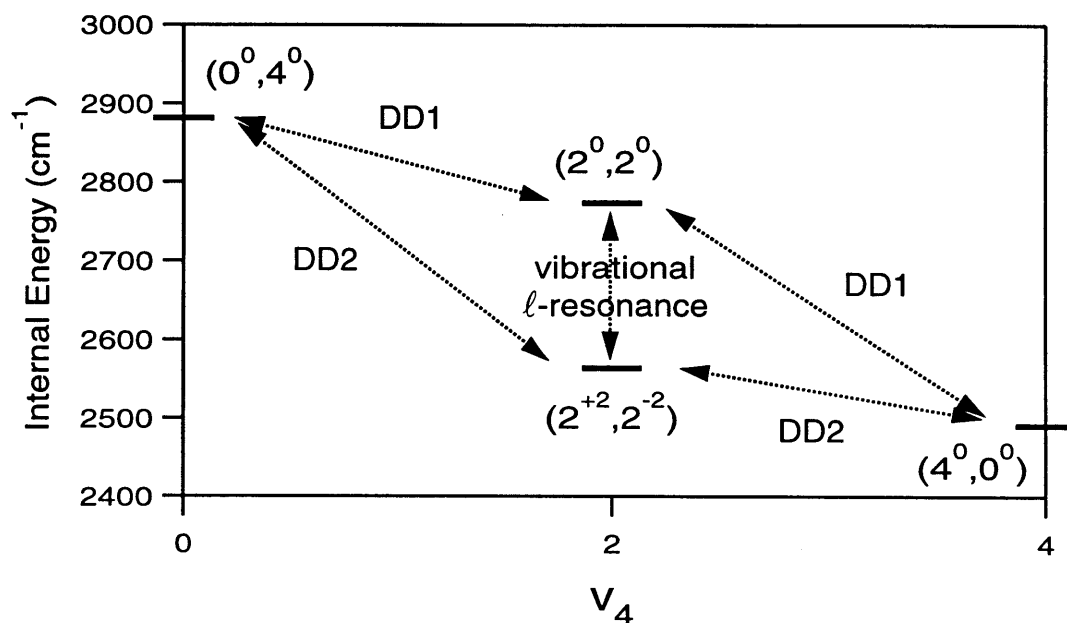 Internal Energy (cm⁻¹)
3000
2900
2800
2700
2600
2500
2400
(0⁰,4⁰)
DD1
(2⁰,2⁰)
DD2
vibrational
ℓ-resonance
DD1
(2⁺²,2⁻²)
DD2
(4⁰,0⁰)
0
2
4
v₄